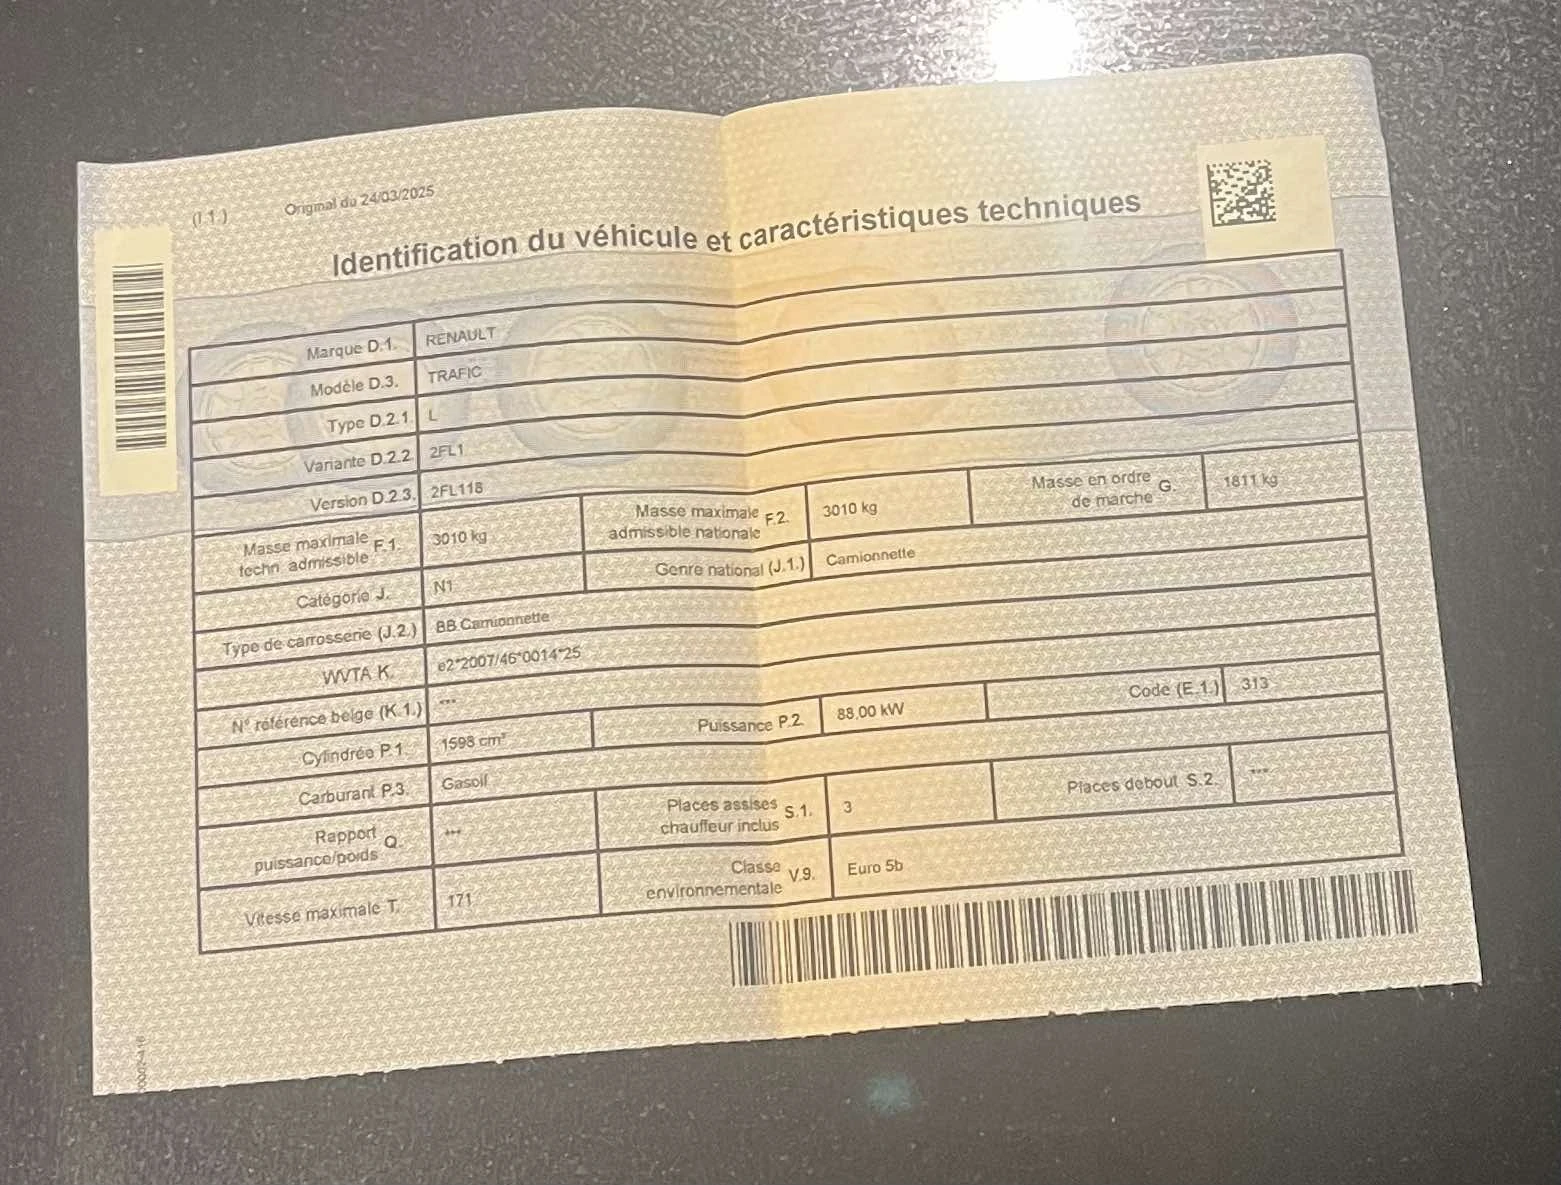 (I.1.) Original du 24/03/2025
Identification du véhicule et caractéristiques techniques
Marque D.1. RENAULT
Modèle D.3. TRAFIC
Type D.2.1 L
Variante D.2.2 2FL1
Version D.2.3. 2FL118
Masse maximale techn admissible F.1. 3010 kg Masse maximale admissible nationale F.2. 3010 kg Masse en ordre de marche G. 1811 kg
Catégorie J. N1 Genre national (J.1.) Camionnette
Type de carrosserie (J.2.) BB Camionnette
WVTA K. e2*2007/46*0014*25
N° référence belge (K.1.) ***
Cylindrée P.1. 1598 cm³ Puissance P.2. 88,00 kW Code (E.1.) 313
Carburant P.3. Gasoil
Rapport puissance/poids Q. *** Places assises chauffeur inclus S.1. 3 Places debout S.2. ***
Vitesse maximale T. 171 Classe environnementale V.9. Euro 5b